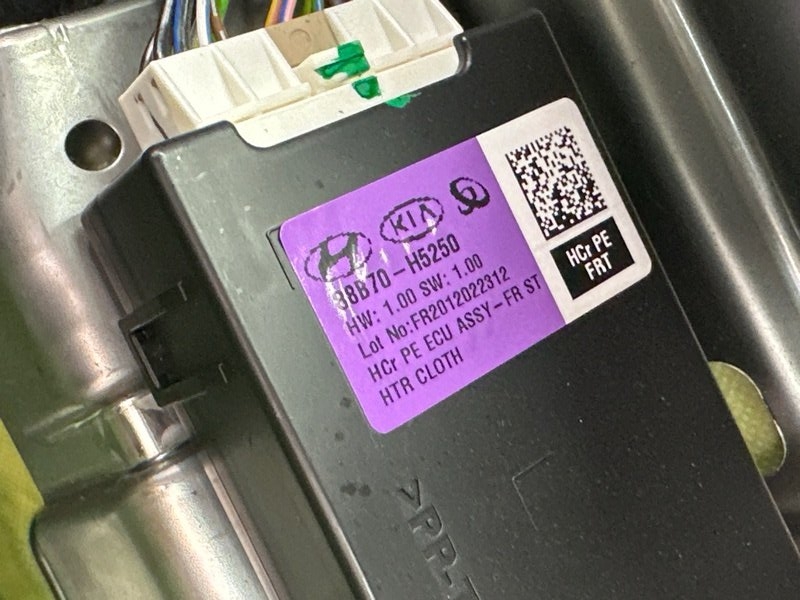 KIA
88B70-H5250
HW: 1.00 SW: 1.00
Lot No:FR2012022312
HCr PE ECU ASSY-FR ST
HTR CLOTH
HCr PE
FRT
>PP-